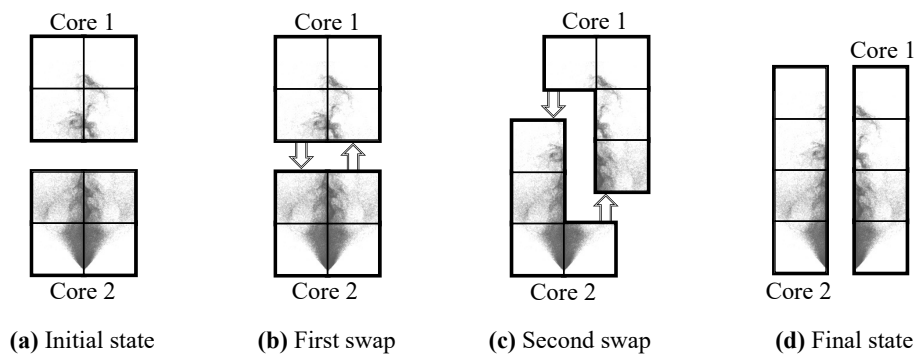 Core 1
Core 2
(a) Initial state
Core 1
Core 2
(b) First swap
Core 1
Core 2
(c) Second swap
Core 1
Core 2
(d) Final state